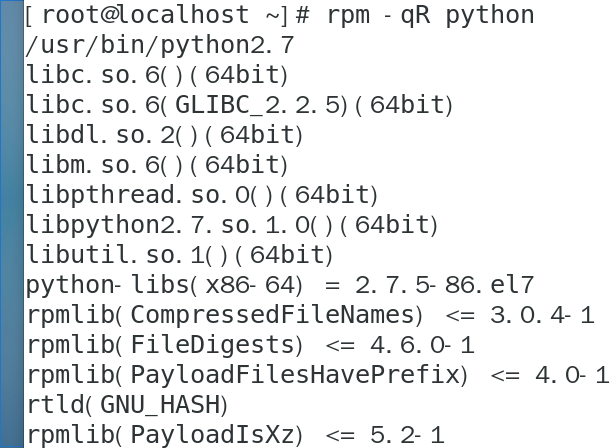 [root@localhost ~]# rpm -qR python
/usr/bin/python2.7
libc.so.6()(64bit)
libc.so.6(GLIBC_2.2.5)(64bit)
libdl.so.2()(64bit)
libm.so.6()(64bit)
libpthread.so.0()(64bit)
libpython2.7.so.1.0()(64bit)
libutil.so.1()(64bit)
python-libs(x86-64) = 2.7.5-86.el7
rpmlib(CompressedFileNames) <= 3.0.4-1
rpmlib(FileDigests) <= 4.6.0-1
rpmlib(PayloadFilesHavePrefix) <= 4.0-1
rtld(GNU_HASH)
rpmlib(PayloadIsXz) <= 5.2-1